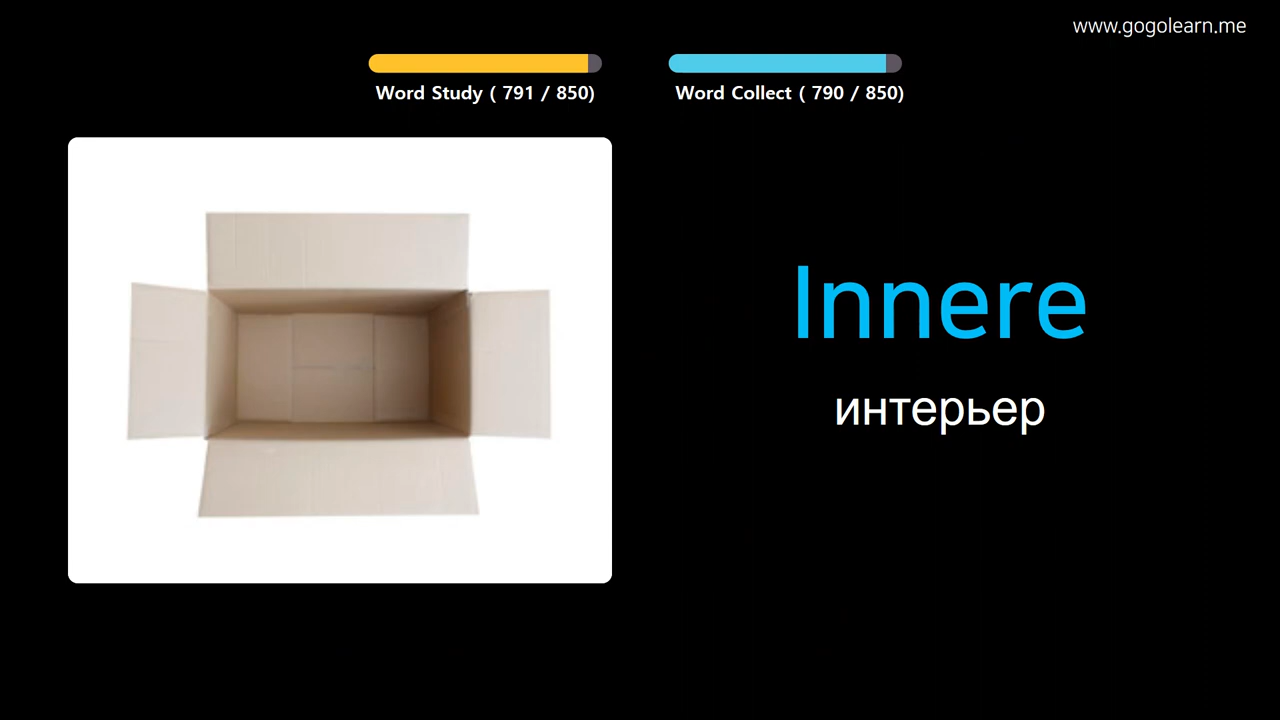 www.gogolearn.me
Word Study ( 791 / 850)
Word Collect ( 790 / 850)
Innere
интерьер